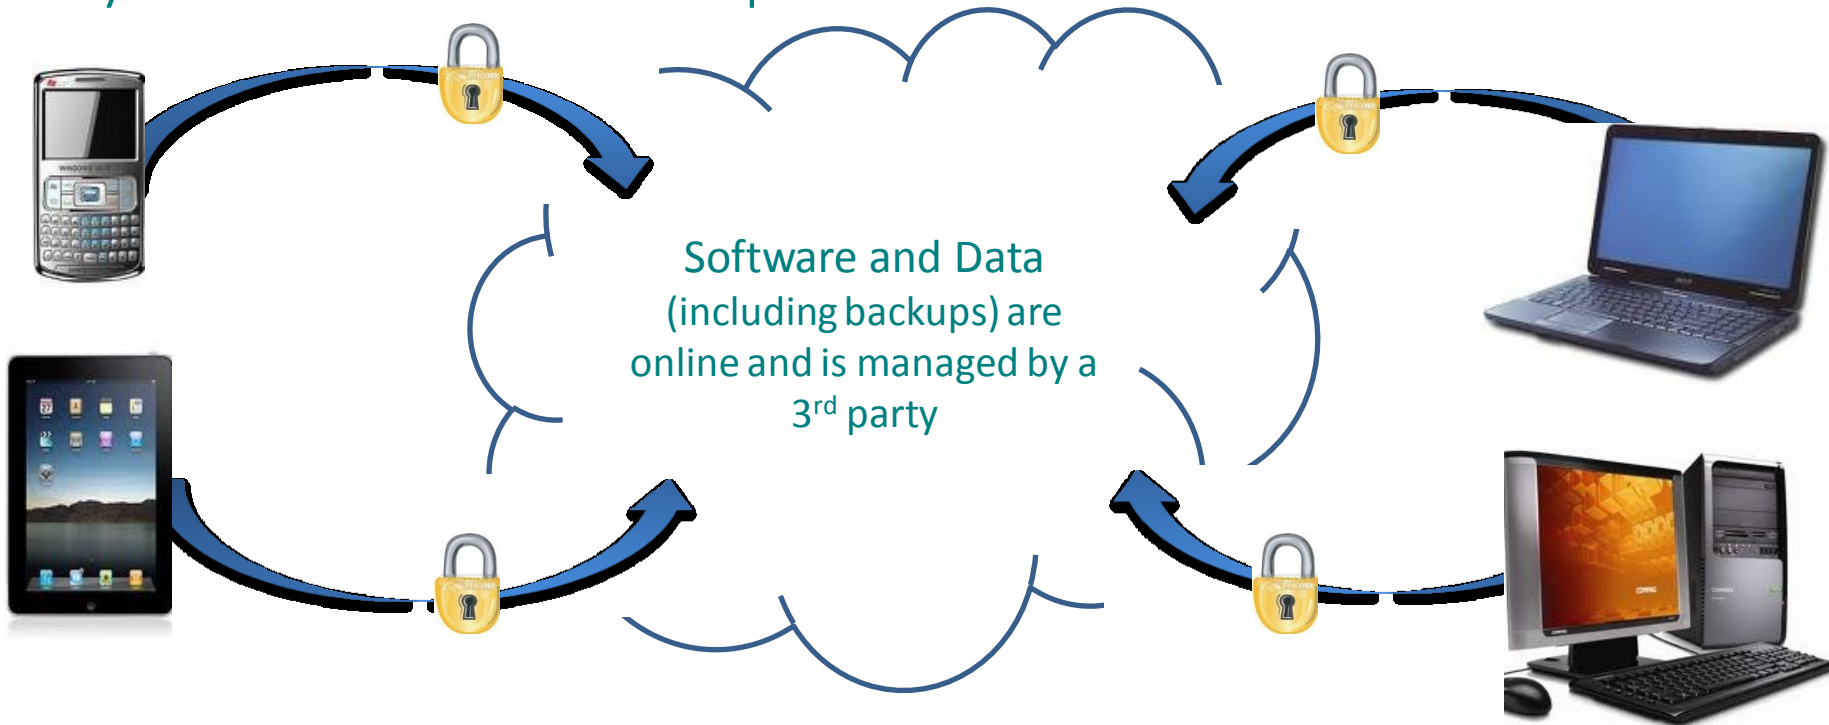 Software and Data
(including backups) are
online and is managed by a
3rd party